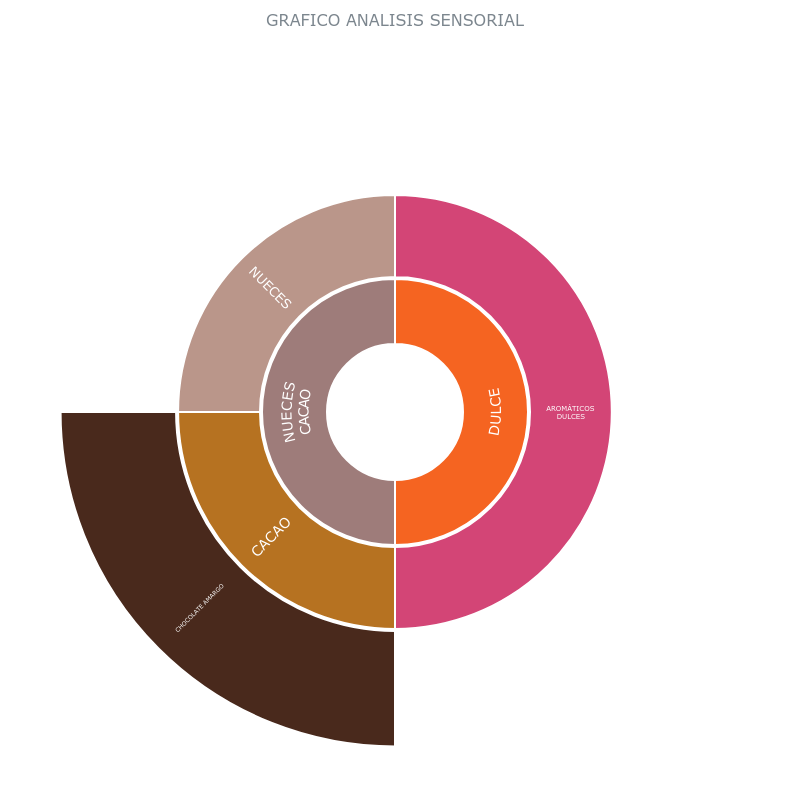 GRAFICO ANALISIS SENSORIAL
NUECES
NUECES
CACAO
DULCE
AROMÁTICOS
DULCES
CACAO
CHOCOLATE AMARGO